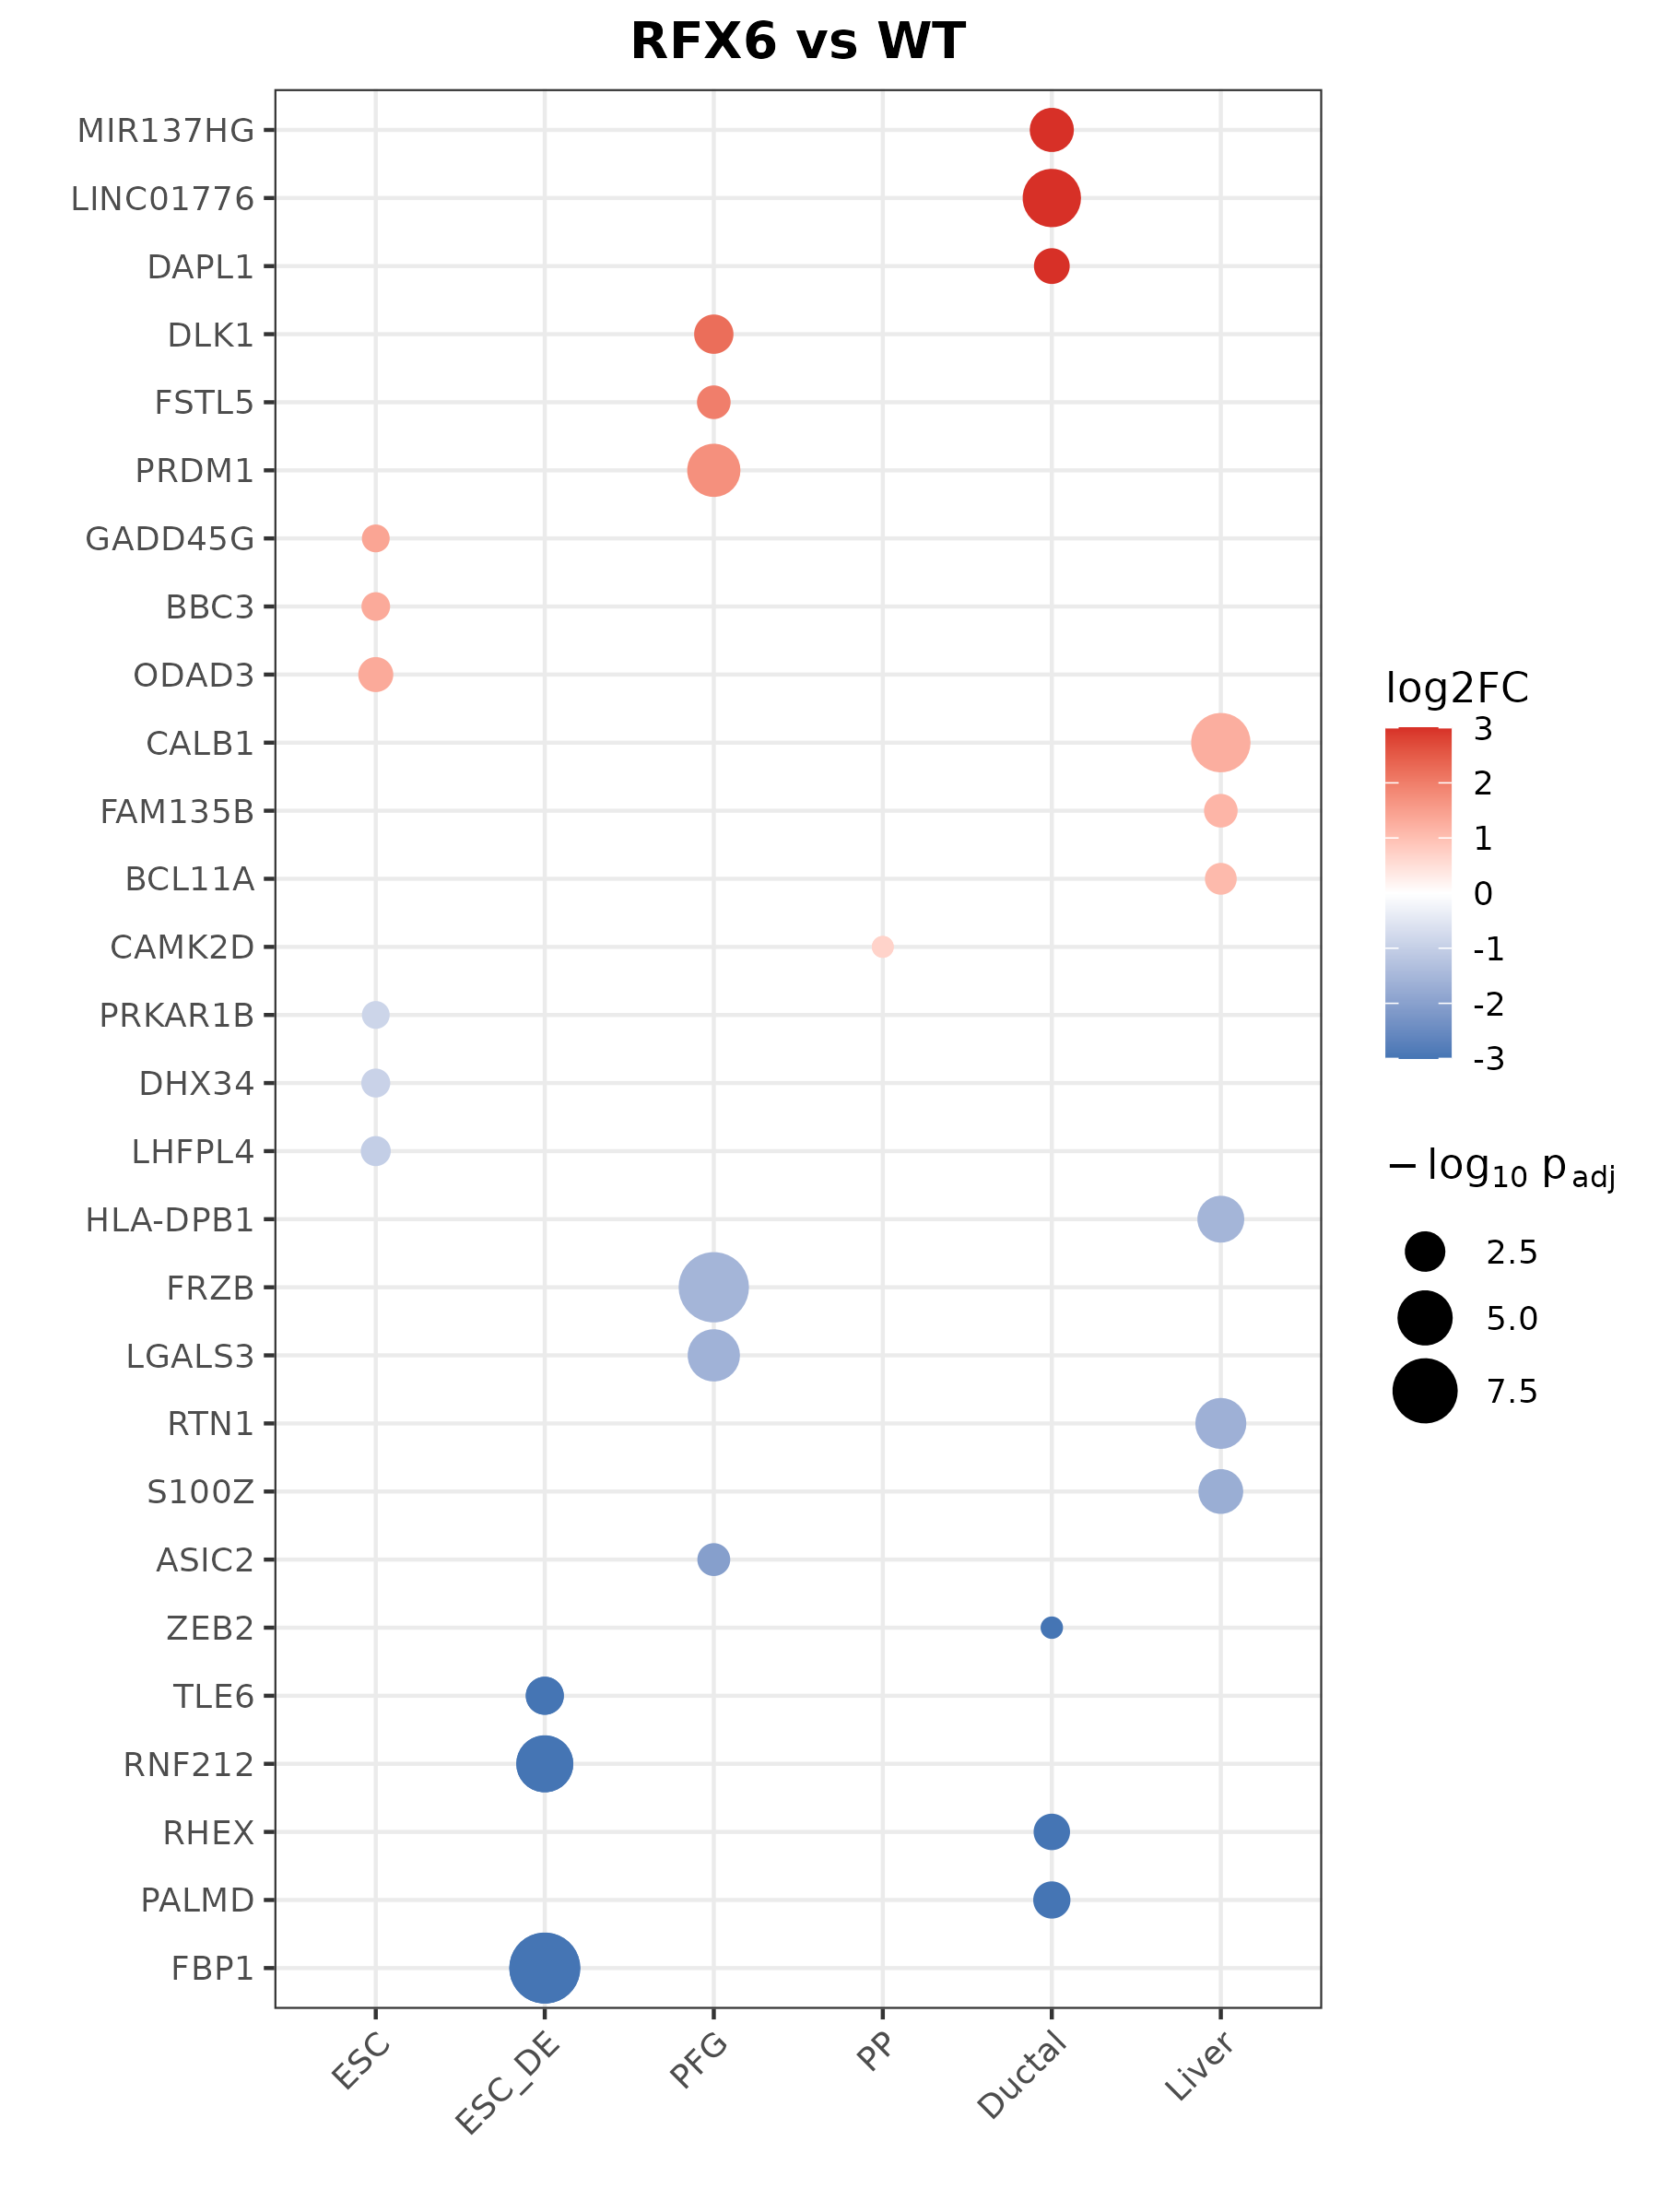 RFX6 vs WT
MIR137HG
LINC01776
DAPL1
DLK1
FSTL5
PRDM1
GADD45G
BBC3
ODAD3
CALB1
FAM135B
BCL11A
CAMK2D
PRKAR1B
DHX34
LHFPL4
HLA-DPB1
FRZB
LGALS3
RTN1
S100Z
ASIC2
ZEB2
TLE6
RNF212
RHEX
PALMD
FBP1
ESC
ESC_DE
PFG
PP
Ductal
Liver
log2FC
3
2
1
0
-1
-2
-3
− log10 padj
2.5
5.0
7.5